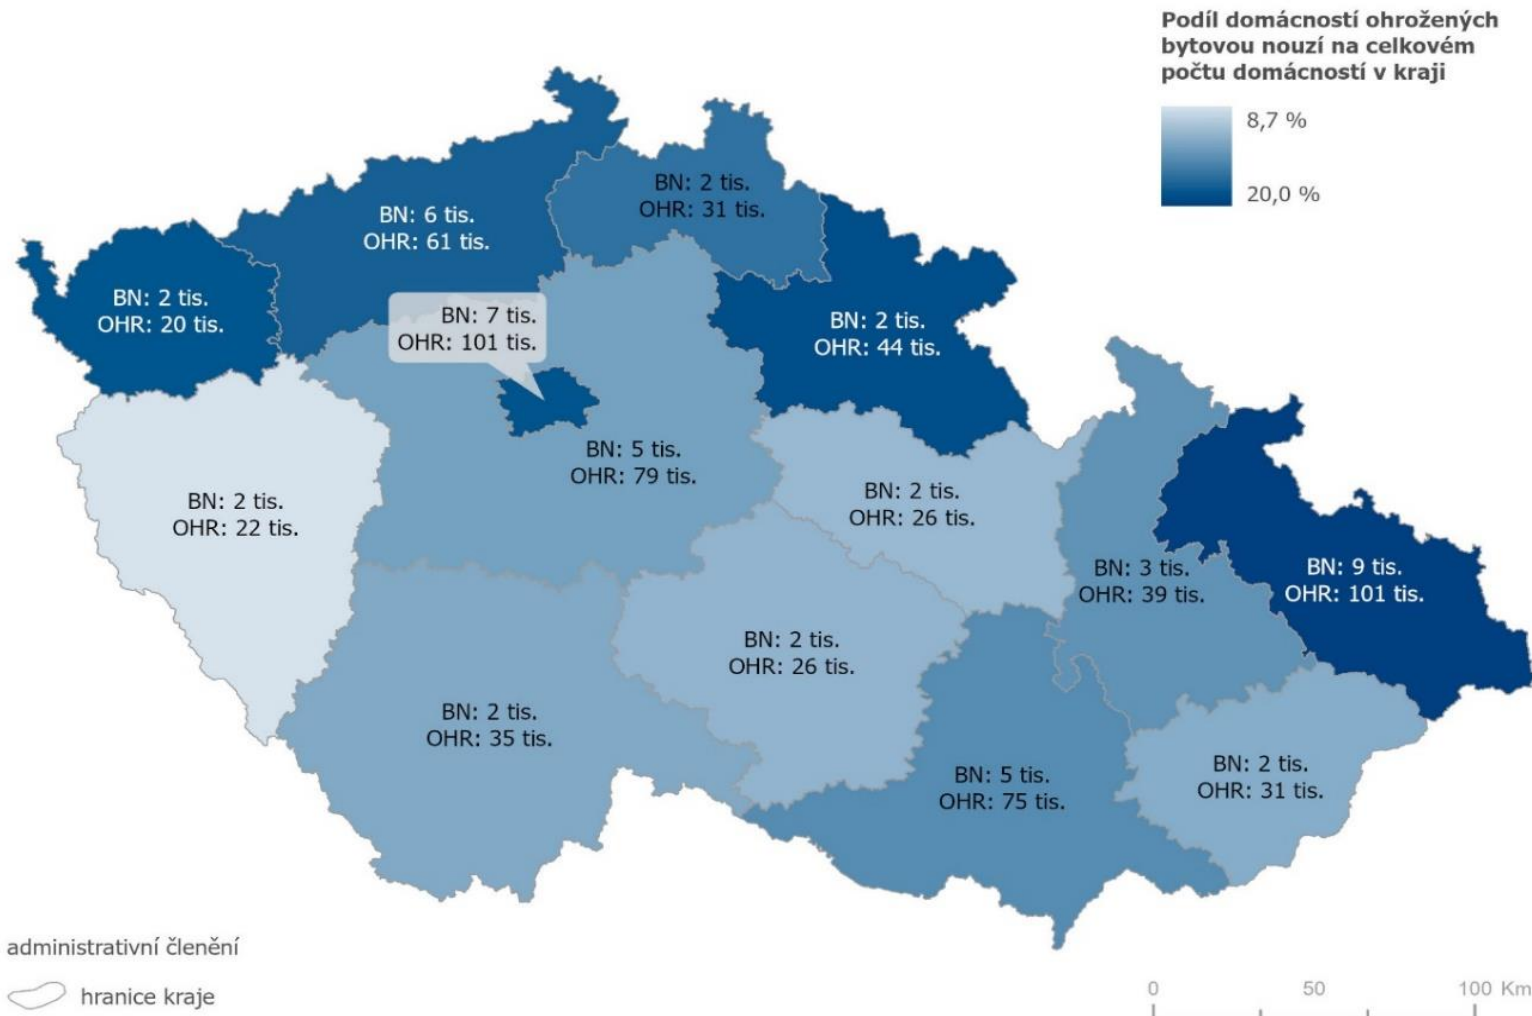 Podíl domácností ohrožených
bytovou nouzí na celkovém
počtu domácností v kraji
8,7 %
20,0 %
BN: 2 tis.
OHR: 31 tis.
BN: 6 tis.
OHR: 61 tis.
BN: 2 tis.
OHR: 20 tis.
BN: 7 tis.
OHR: 101 tis.
BN: 2 tis.
OHR: 44 tis.
BN: 5 tis.
OHR: 79 tis.
BN: 2 tis.
OHR: 22 tis.
BN: 2 tis.
OHR: 26 tis.
BN: 3 tis.
OHR: 39 tis.
BN: 9 tis.
OHR: 101 tis.
BN: 2 tis.
OHR: 26 tis.
BN: 2 tis.
OHR: 35 tis.
BN: 5 tis.
OHR: 75 tis.
BN: 2 tis.
OHR: 31 tis.
administrativní členění
hranice kraje
0 50 100 Km